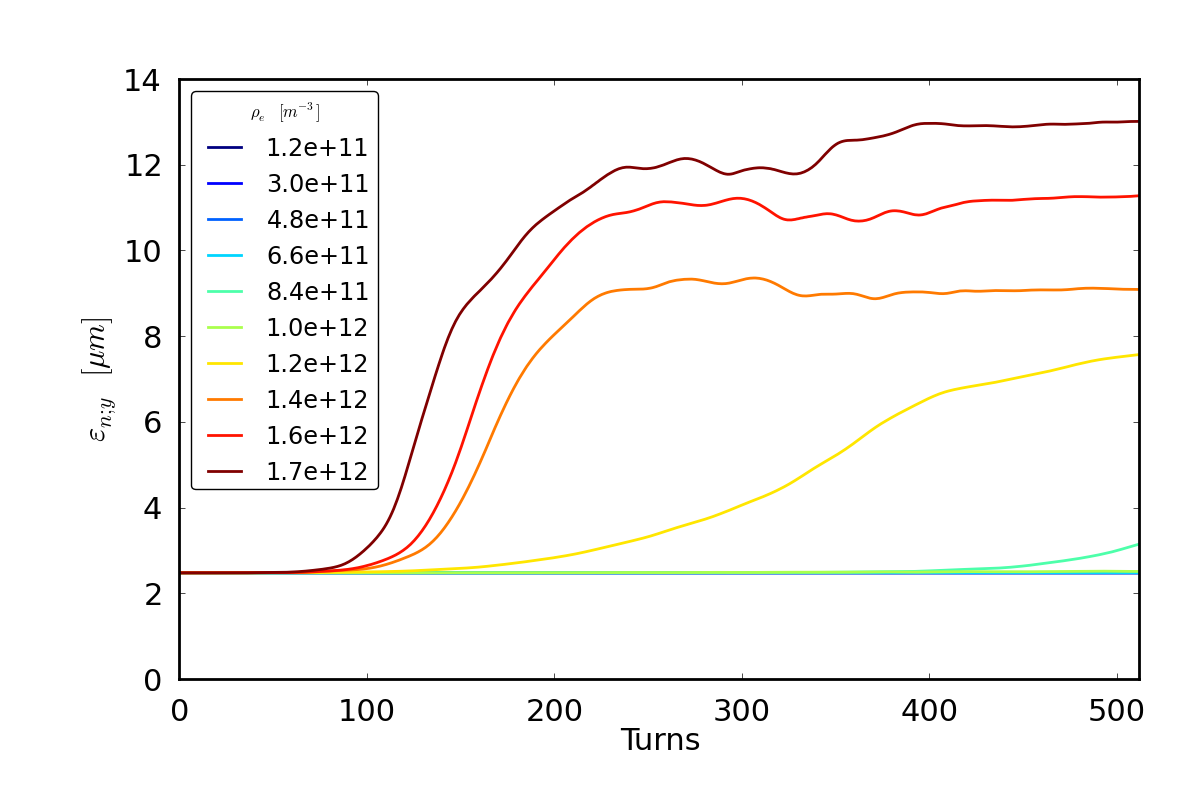 14
12
10
8
6
4
2
0
ε_{n;y} [μm]
ρ_e [m^{-3}]
1.2e+11
3.0e+11
4.8e+11
6.6e+11
8.4e+11
1.0e+12
1.2e+12
1.4e+12
1.6e+12
1.7e+12
0 100 200 300 400 500
Turns